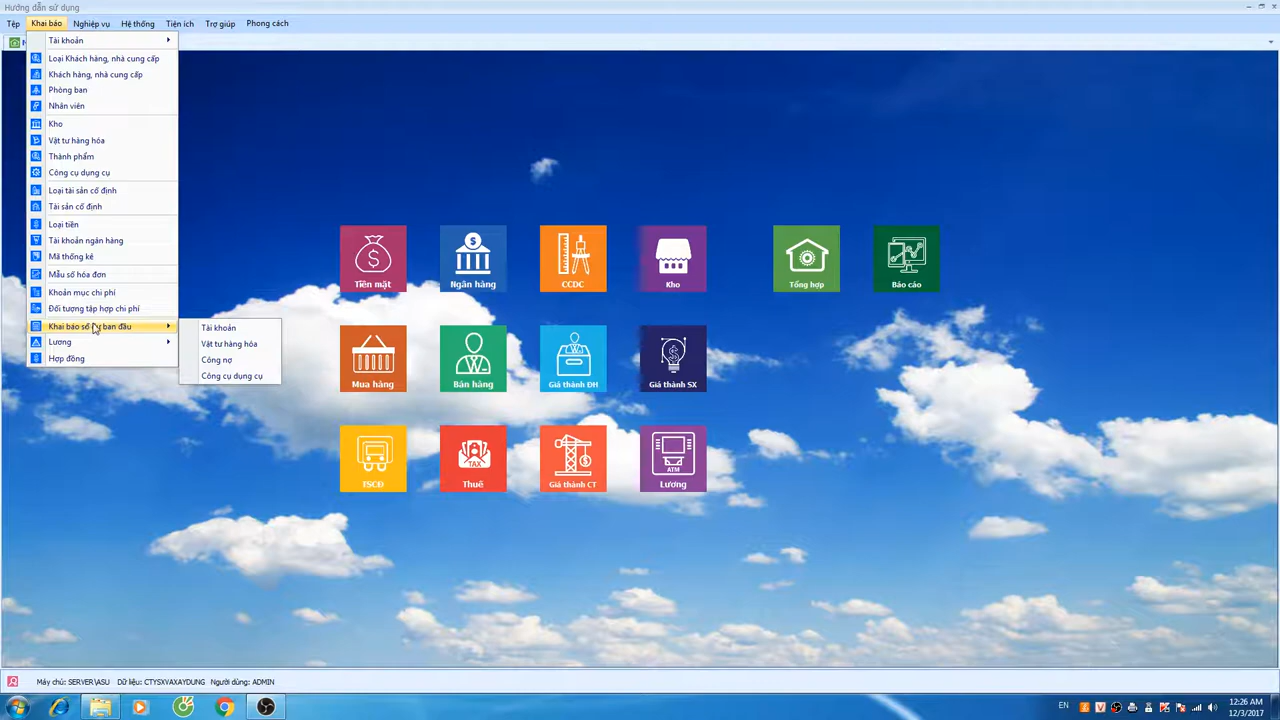 Hướng dẫn sử dụng
Tệp Khai báo Nghiệp vụ Hệ thống Tiện ích Trợ giúp Phong cách
Tài khoản
Loại Khách hàng, nhà cung cấp
Khách hàng, nhà cung cấp
Phòng ban
Nhân viên
Kho
Vật tư hàng hóa
Thành phẩm
Công cụ dụng cụ
Loại tài sản cố định
Tài sản cố định
Loại tiền
Tài khoản ngân hàng
Mã thống kê
Mẫu số hóa đơn
Khoản mục chi phí
Đối tượng tập hợp chi phí
Khai báo số dư ban đầu
Lương
Hợp đồng
Tài khoản
Vật tư hàng hóa
Công nợ
Công cụ dụng cụ
Tiền mặt Ngân hàng CCDC Kho Tổng hợp Báo cáo
Mua hàng Bán hàng Giá thành ĐH Giá thành SX
TSCĐ TAX Thuế Giá thành CT ATM Lương
Máy chủ: SERVER\ASU Dữ liệu: CTYSXVAXAYDUNG Người dùng: ADMIN
EN
12:26 AM
12/3/2017